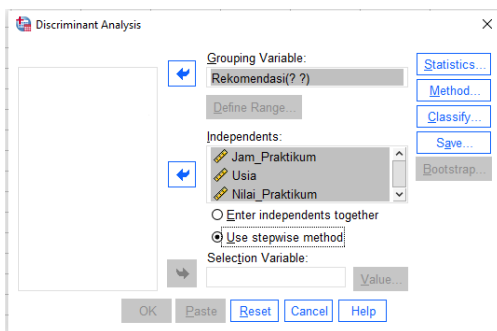 Discriminant Analysis
Grouping Variable:
Rekomendasi(? ?)
Define Range...
Independents:
Jam_Praktikum
Usia
Nilai_Praktikum
Enter independents together
Use stepwise method
Selection Variable:
Value...
Statistics...
Method...
Classify...
Save...
Bootstrap...
OK
Paste
Reset
Cancel
Help